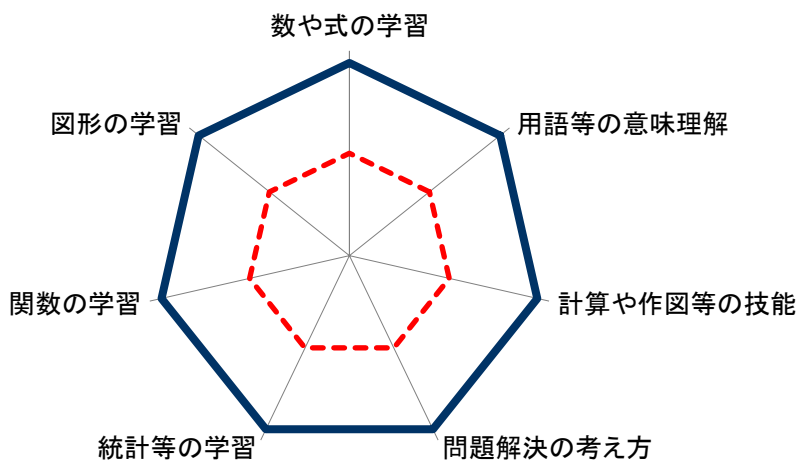 数や式の学習
用語等の意味理解
計算や作図等の技能
問題解決の考え方
統計等の学習
関数の学習
図形の学習